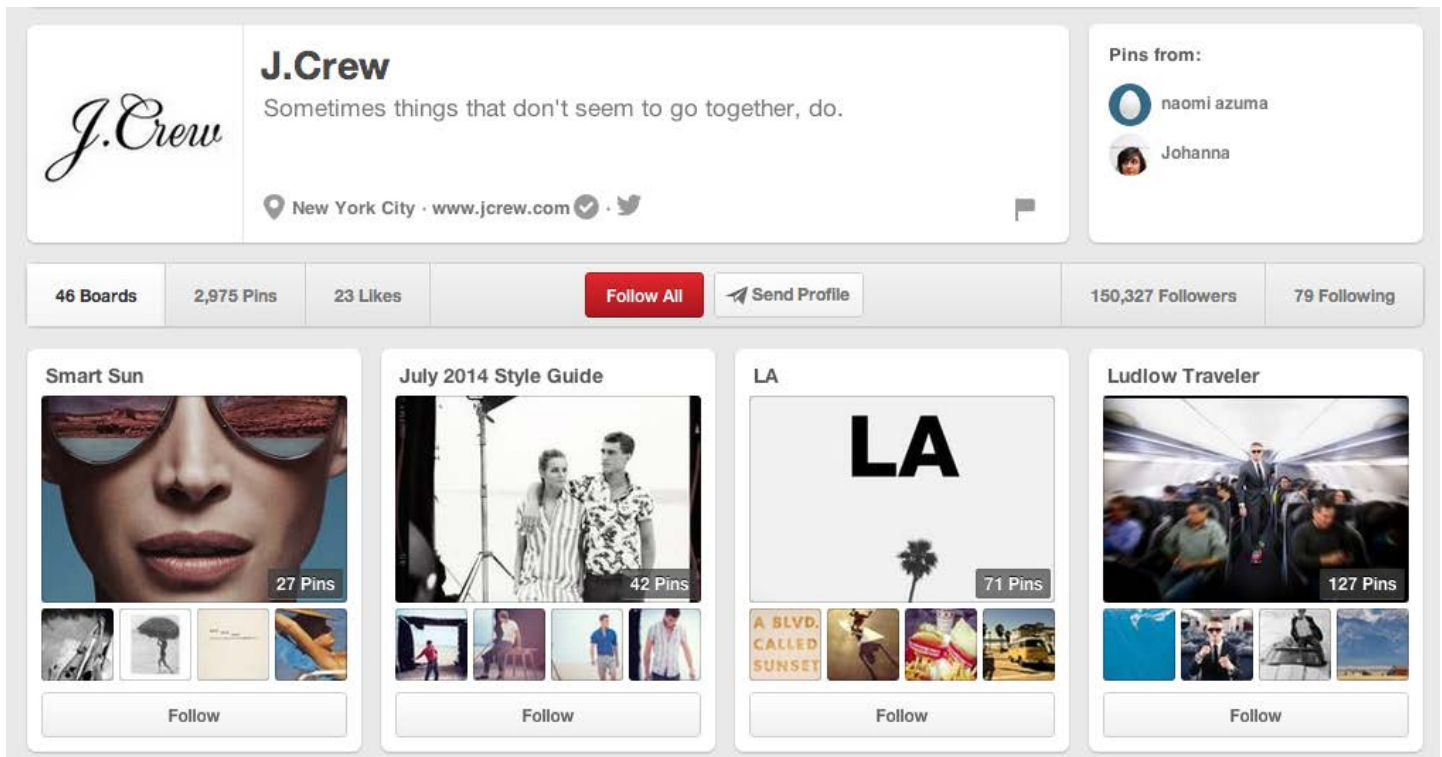 J.Crew
J.Crew
Sometimes things that don't seem to go together, do.
New York City · www.jcrew.com ·
Pins from:
naomi azuma
Johanna
46 Boards
2,975 Pins
23 Likes
Follow All
Send Profile
150,327 Followers
79 Following
Smart Sun
27 Pins
Follow
July 2014 Style Guide
42 Pins
Follow
LA
LA
71 Pins
A BLVD.
CALLED
SUNSET
Follow
Ludlow Traveler
127 Pins
Follow